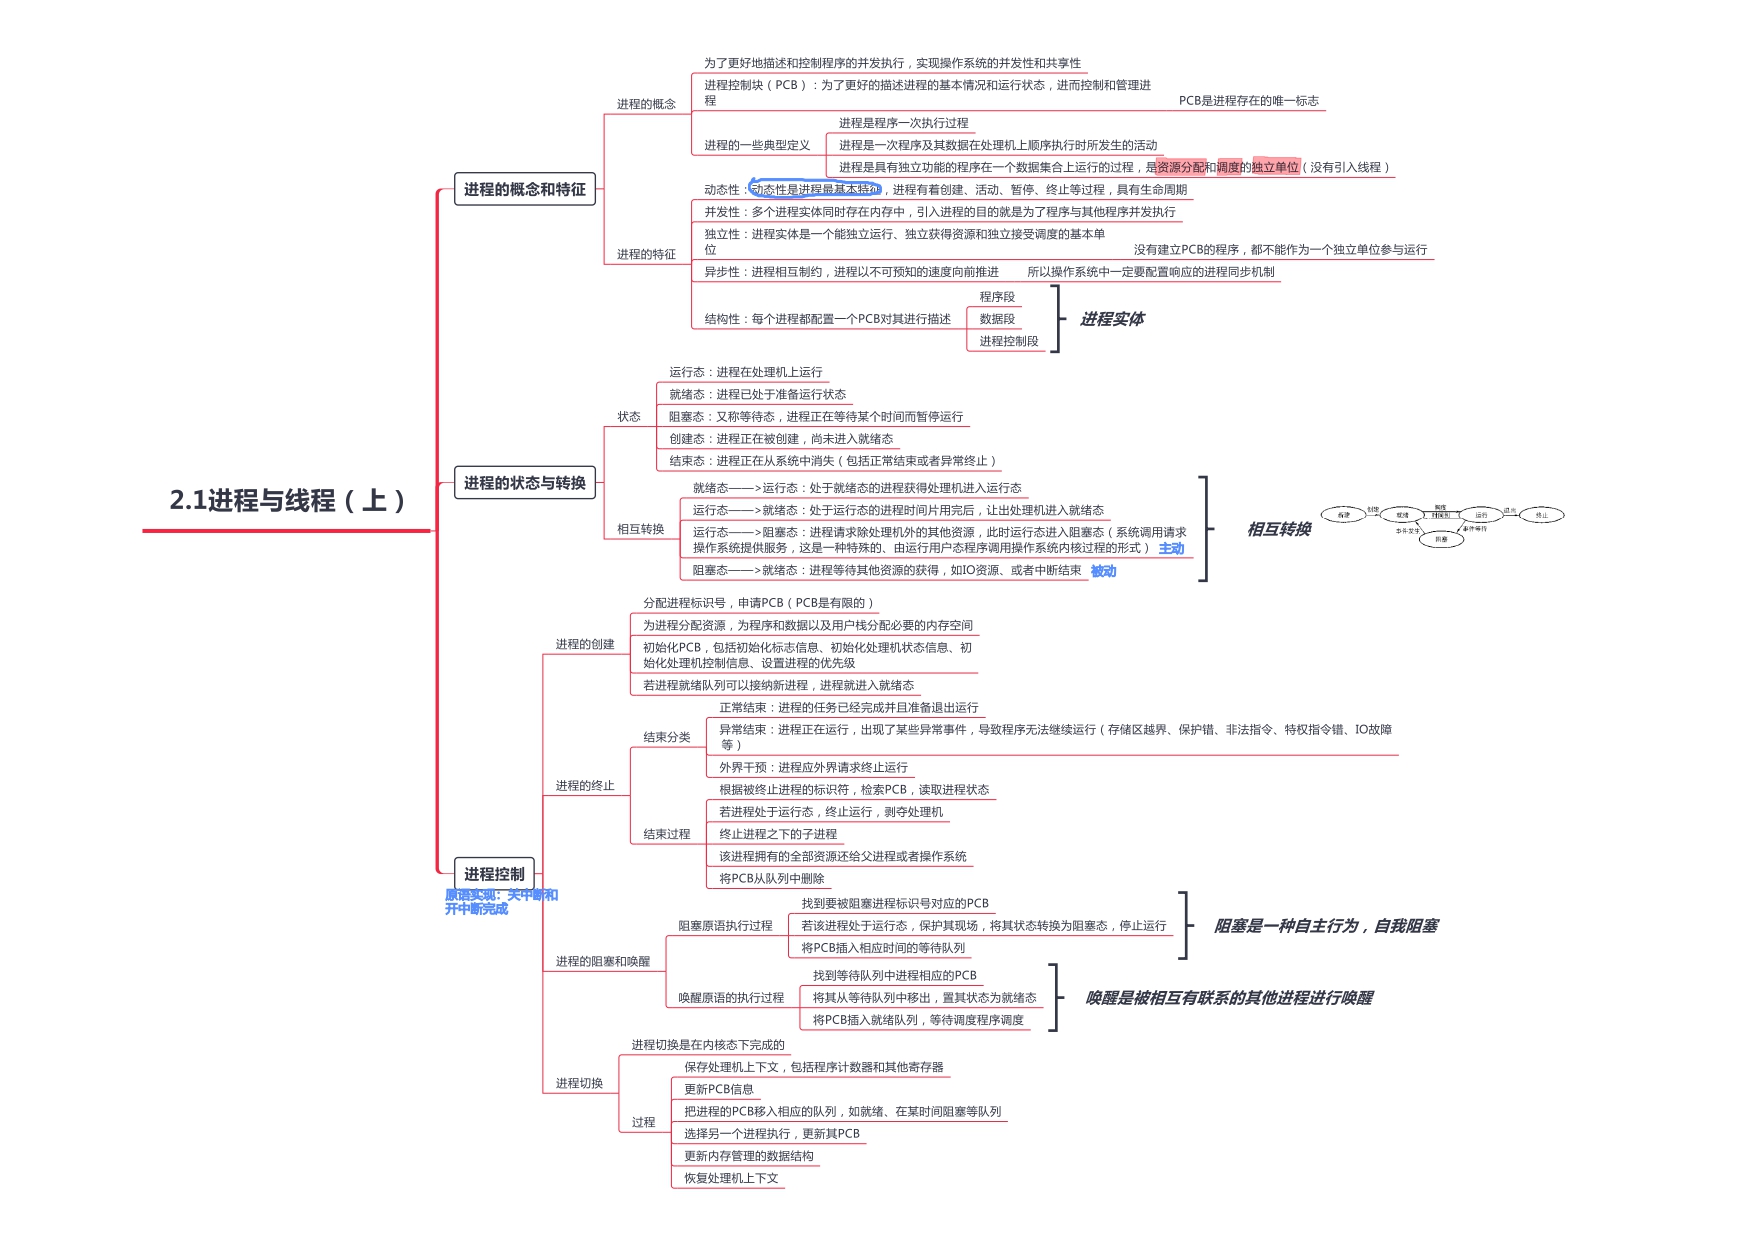 2.1进程与线程（上）
进程的概念和特征
进程的概念
为了更好地描述和控制程序的并发执行，实现操作系统的并发性和共享性
进程控制块（PCB）：为了更好的描述进程的基本情况和运行状态，进而控制和管理进
程
PCB是进程存在的唯一标志
进程的一些典型定义
进程是程序一次执行过程
进程是一次程序及其数据在处理机上顺序执行时所发生的活动
进程是具有独立功能的程序在一个数据集合上运行的过程，是资源分配和调度的独立单位（没有引入线程）
进程的特征
动态性：动态性是进程最基本特征，进程有着创建、活动、暂停、终止等过程，具有生命周期
并发性：多个进程实体同时存在内存中，引入进程的目的就是为了程序与其他程序并发执行
独立性：进程实体是一个能独立运行、独立获得资源和独立接受调度的基本单
位
没有建立PCB的程序，都不能作为一个独立单位参与运行
异步性：进程相互制约，进程以不可预知的速度向前推进
所以操作系统中一定要配置响应的进程同步机制
结构性：每个进程都配置一个PCB对其进行描述
程序段
数据段
进程控制段
进程实体
进程的状态与转换
状态
运行态：进程在处理机上运行
就绪态：进程已处于准备运行状态
阻塞态：又称等待态，进程正在等待某个时间而暂停运行
创建态：进程正在被创建，尚未进入就绪态
结束态：进程正在从系统中消失（包括正常结束或者异常终止）
相互转换
就绪态——>运行态：处于就绪态的进程获得处理机进入运行态
运行态——>就绪态：处于运行态的进程时间片用完后，让出处理机进入就绪态
运行态——>阻塞态：进程请求除处理机外的其他资源，此时运行态进入阻塞态（系统调用请求
操作系统提供服务，这是一种特殊的、由运行用户态程序调用操作系统内核过程的形式） 主动
阻塞态——>就绪态：进程等待其他资源的获得，如IO资源、或者中断结束 被动
相互转换
新建
创建
就绪
调度
时间到
运行
退出
终止
事件发生
事件等待
阻塞
进程控制
原语实现：关中断和
开中断完成
进程的创建
分配进程标识号，申请PCB（PCB是有限的）
为进程分配资源，为程序和数据以及用户栈分配必要的内存空间
初始化PCB，包括初始化标志信息、初始化处理机状态信息、初
始化处理机控制信息、设置进程的优先级
若进程就绪队列可以接纳新进程，进程就进入就绪态
进程的终止
结束分类
正常结束：进程的任务已经完成并且准备退出运行
异常结束：进程正在运行，出现了某些异常事件，导致程序无法继续运行（存储区越界、保护错、非法指令、特权指令错、IO故障
等）
外界干预：进程应外界请求终止运行
结束过程
根据被终止进程的标识符，检索PCB，读取进程状态
若进程处于运行态，终止运行，剥夺处理机
终止进程之下的子进程
该进程拥有的全部资源还给父进程或者操作系统
将PCB从队列中删除
进程的阻塞和唤醒
阻塞原语执行过程
找到要被阻塞进程标识号对应的PCB
若该进程处于运行态，保护其现场，将其状态转换为阻塞态，停止运行
将PCB插入相应时间的等待队列
阻塞是一种自主行为，自我阻塞
唤醒原语的执行过程
找到等待队列中进程相应的PCB
将其从等待队列中移出，置其状态为就绪态
将PCB插入就绪队列，等待调度程序调度
唤醒是被相互有联系的其他进程进行唤醒
进程切换
进程切换是在内核态下完成的
过程
保存处理机上下文，包括程序计数器和其他寄存器
更新PCB信息
把进程的PCB移入相应的队列，如就绪、在某时间阻塞等队列
选择另一个进程执行，更新其PCB
更新内存管理的数据结构
恢复处理机上下文